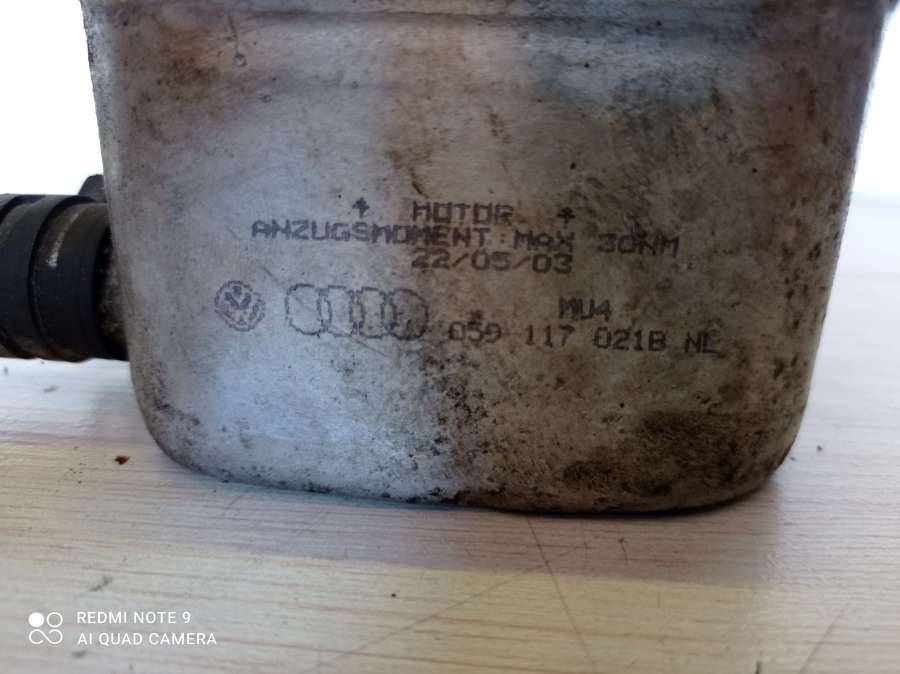 ↑ MOTOR ↑
ANZUGSMOMENT MAX 30NM
22/05/03
MU4
059 117 021B NL
REDMI NOTE 9
AI QUAD CAMERA